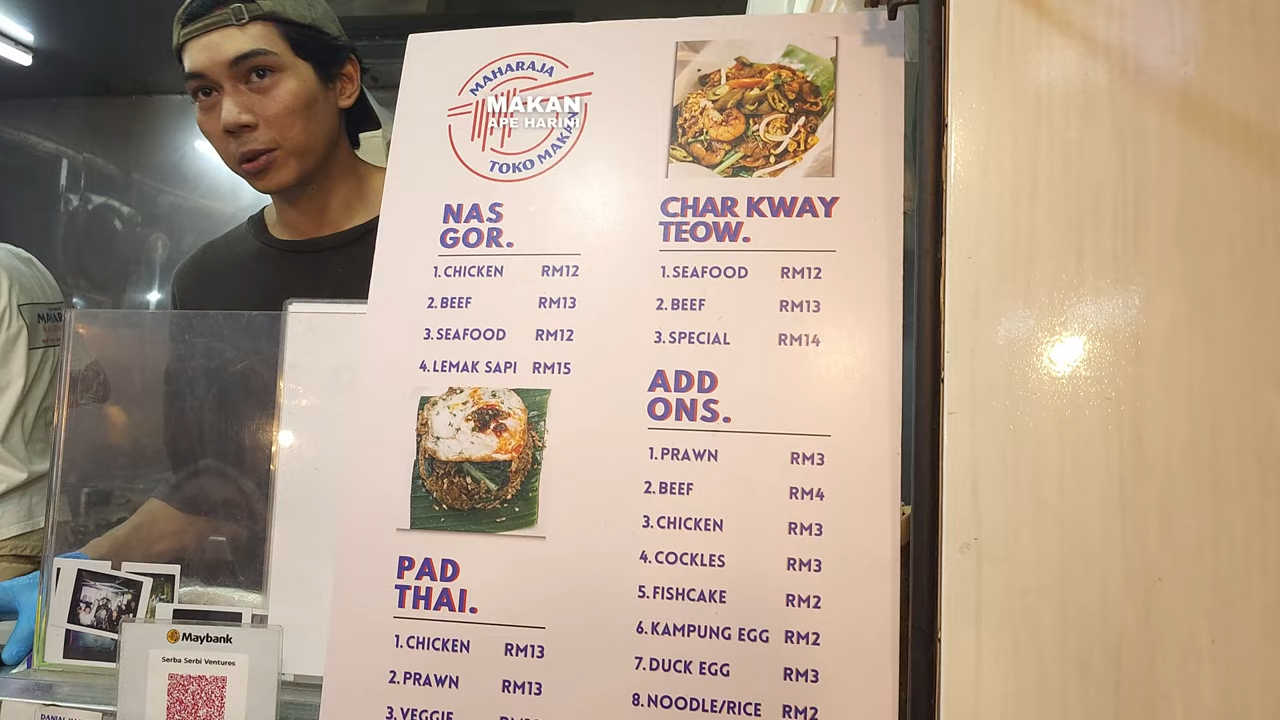 MAHARAJA
MAKAN
APE HARINI
TOKO MAKAN
NAS
GOR.
1. CHICKEN RM12
2. BEEF RM13
3. SEAFOOD RM12
4. LEMAK SAPI RM15
PAD
THAI.
1. CHICKEN RM13
2. PRAWN RM13
3. VEGGIE
CHAR KWAY
TEOW.
1. SEAFOOD RM12
2. BEEF RM13
3. SPECIAL RM14
ADD
ONS.
1. PRAWN RM3
2. BEEF RM4
3. CHICKEN RM3
4. COCKLES RM3
5. FISHCAKE RM2
6. KAMPUNG EGG RM2
7. DUCK EGG RM3
8. NOODLE/RICE RM2
Maybank
Serba Serbi Ventures